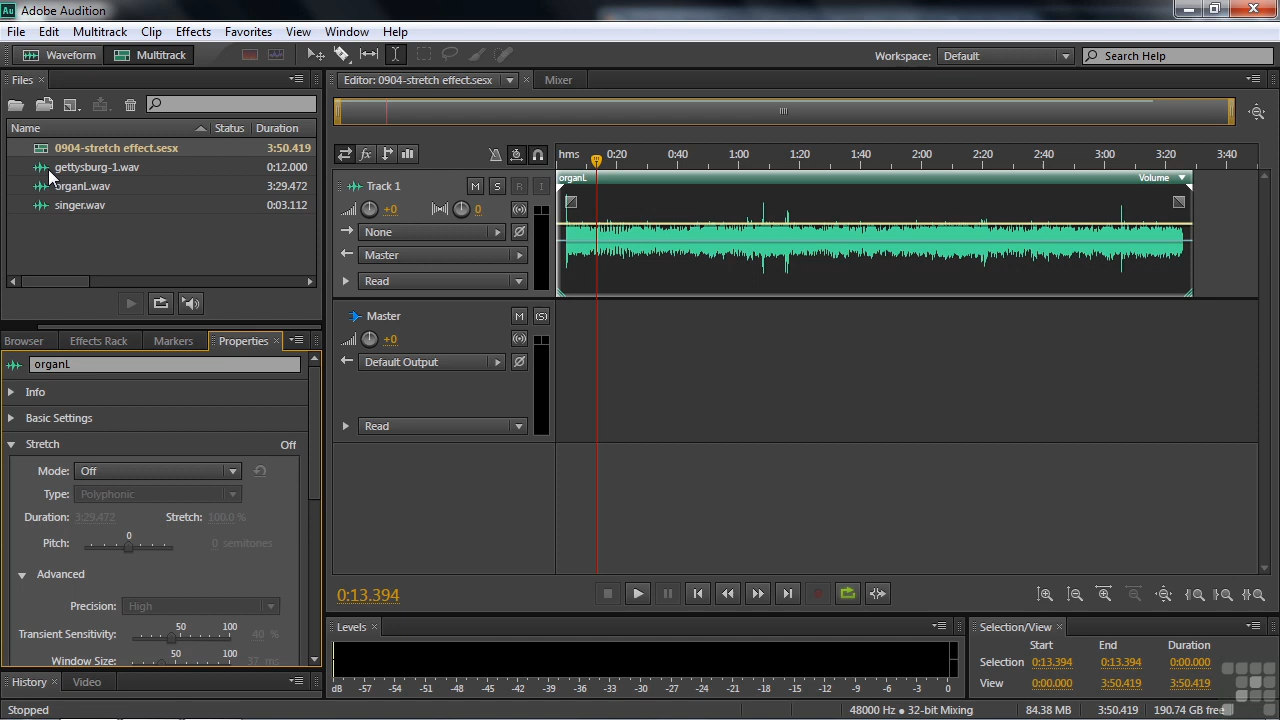 Au Adobe Audition
File Edit Multitrack Clip Effects Favorites View Window Help
Waveform Multitrack Workspace: Default Search Help
Files × Editor: 0904-stretch effect.sesx × Mixer
Name Status Duration
0904-stretch effect.sesx 3:50.419
gettysburg-1.wav 0:12.000
organL.wav 3:29.472
singer.wav 0:03.112
fx hms 0:20 0:40 1:00 1:20 1:40 2:00 2:20 2:40 3:00 3:20 3:40
organL Volume
Track 1 M S R I
+0 0
None
Master
Read
Master M (S)
+0
Default Output
Read
Browser Effects Rack Markers Properties ×
organL
Info
Basic Settings
Stretch Off
Mode: Off
Type: Polyphonic
Duration: 3:29.472 Stretch: 100.0 %
0
Pitch: 0 semitones
Advanced
Precision: High
50 100
Transient Sensitivity: 40 %
50 100
Window Size: 37 ms
History × Video
Stopped
0:13.394
Levels ×
dB -57 -54 -51 -48 -45 -42 -39 -36 -33 -30 -27 -24 -21 -18 -15 -12 -9 -6 -3 0
Selection/View ×
Start End Duration
Selection 0:13.394 0:13.394 0:00.000
View 0:00.000 3:50.419 3:50.419
48000 Hz ● 32-bit Mixing 84.38 MB 3:50.419 190.74 GB free